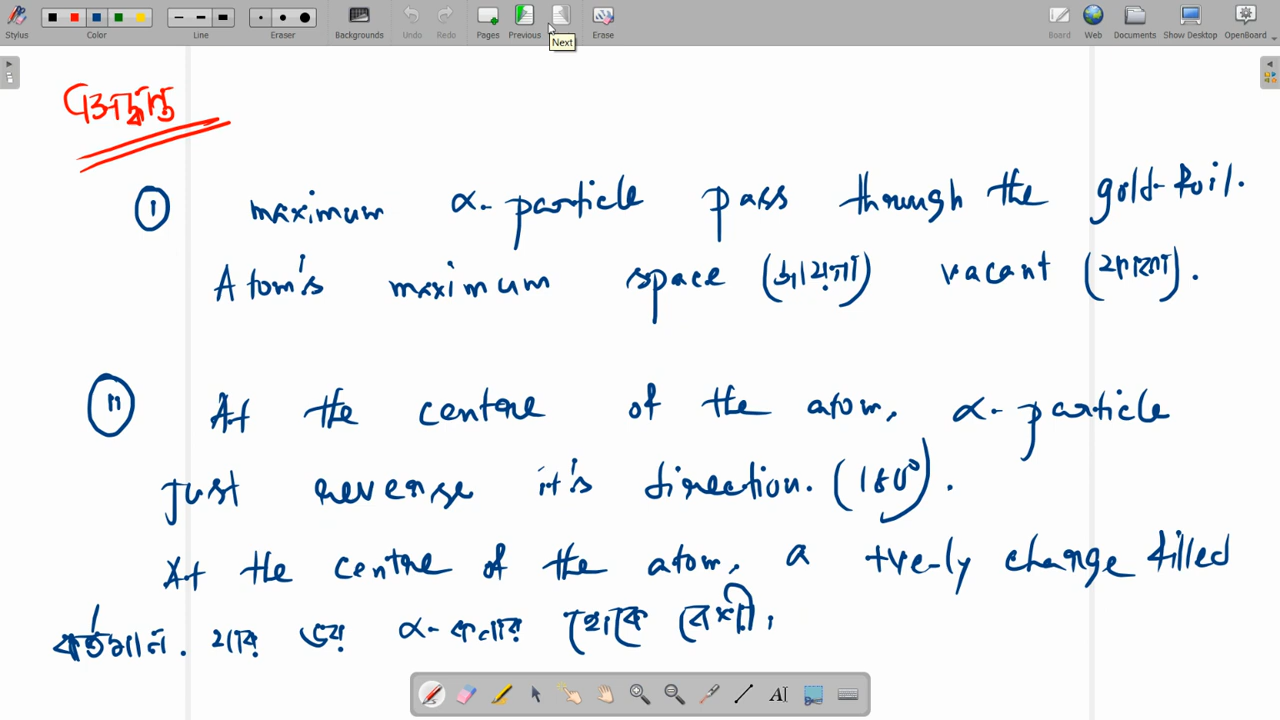 Stylus Color Line Eraser Backgrounds Undo Redo Pages Previous Next Erase Board Web Documents Show Desktop OpenBoard
সিদ্ধান্ত
(i) maximum α- particle pass through the gold-foil.
Atom's maximum space (জায়গা) vacant (ফাকা).
(ii) At the centre of the atom, α- particle
just reverse it's direction. (180°).
At the centre of the atom, a +ve-ly charge filled
বর্তমান. যার ভর α-কনার থেকে বেশী।